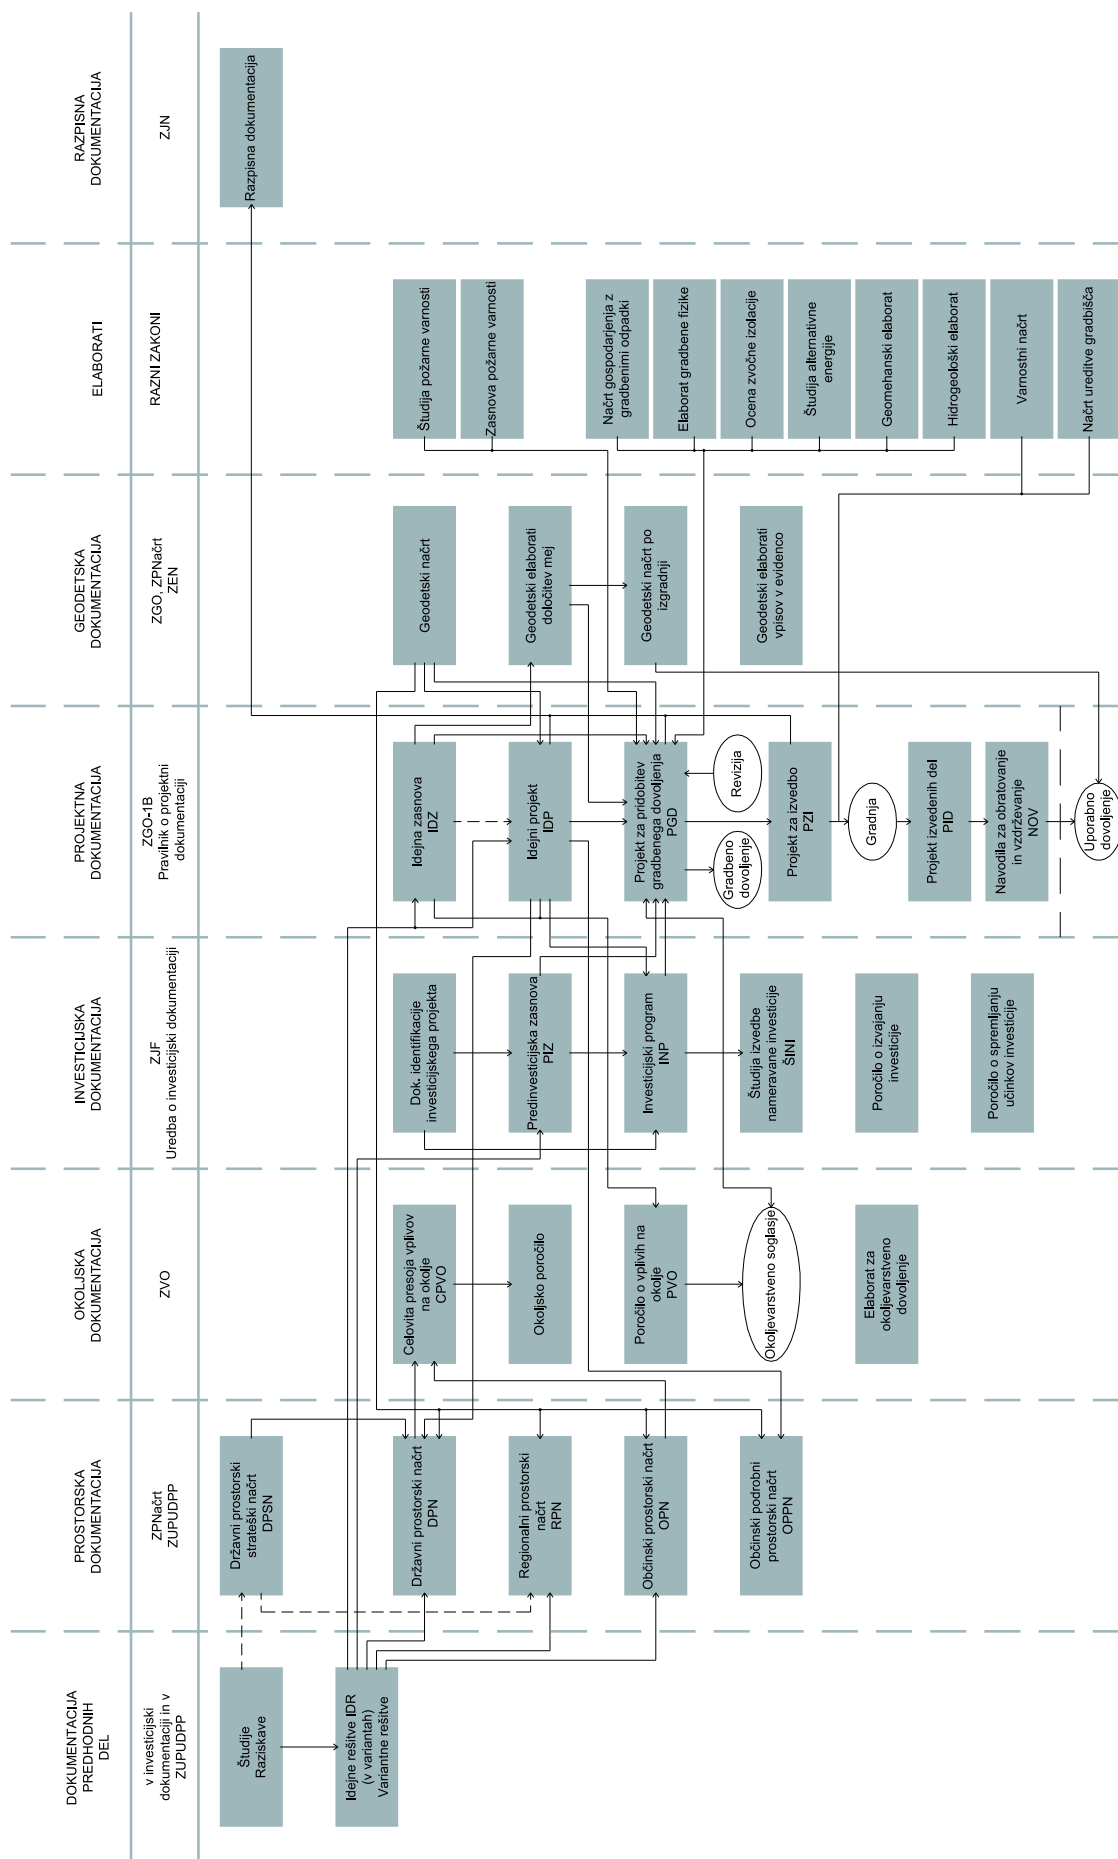 DOKUMENTACIJA
PREDHODNIH
DEL
v investicijski
dokumentaciji in v
ZUPUDPP
Študije
Raziskave
Idejne rešitve IDR
(v variantah)
Variantne rešitve
PROSTORSKA
DOKUMENTACIJA
ZPNačrt
ZUPUDPP
Državni prostorski
strateški načrt
DPSN
Državni prostorski načrt
DPN
Regionalni prostorski
načrt
RPN
Občinski prostorski načrt
OPN
Občinski podrobni
prostorski načrt
OPPN
OKOLJSKA
DOKUMENTACIJA
ZVO
Celovita presoja vplivov
na okolje
CPVO
Okoljsko poročilo
Poročilo o vplivih na
okolje
PVO
Okoljevarstveno soglasje
Elaborat za
okoljevarstveno
dovoljenje
INVESTICIJSKA
DOKUMENTACIJA
ZJF
Uredba o investicijski dokumentaciji
Dok. identifikacije
investicijskega projekta
Predinvesticijska zasnova
PIZ
Investicijski program
INP
Študija izvedbe
nameravane investicije
ŠINI
Poročilo o izvajanju
investicije
Poročilo o spremljanju
učinkov investicije
PROJEKTNA
DOKUMENTACIJA
ZGO-1B
Pravilnik o projektni
dokumentaciji
Idejna zasnova
IDZ
Idejni projekt
IDP
Projekt za pridobitev
gradbenega dovoljenja
PGD
Gradbeno
dovoljenje
Revizija
Projekt za izvedbo
PZI
Gradnja
Projekt izvedenih del
PID
Navodila za obratovanje
in vzdrževanje
NOV
Uporabno
dovoljenje
GEODETSKA
DOKUMENTACIJA
ZGO, ZPNačrt
ZEN
Geodetski načrt
Geodetski elaborati
določitev mej
Geodetski načrt po
izgradnji
Geodetski elaborati
vpisov v evidenco
ELABORATI
RAZNI ZAKONI
Študija požarne varnosti
Zasnova požarne varnosti
Načrt gospodarjenja z
gradbenimi odpadki
Elaborat gradbene fizike
Ocena zvočne izolacije
Študija alternativne
energije
Geomehanski elaborat
Hidrogeološki elaborat
Varnostni načrt
Načrt ureditve gradbišča
RAZPISNA
DOKUMENTACIJA
ZJN
Razpisna dokumentacija